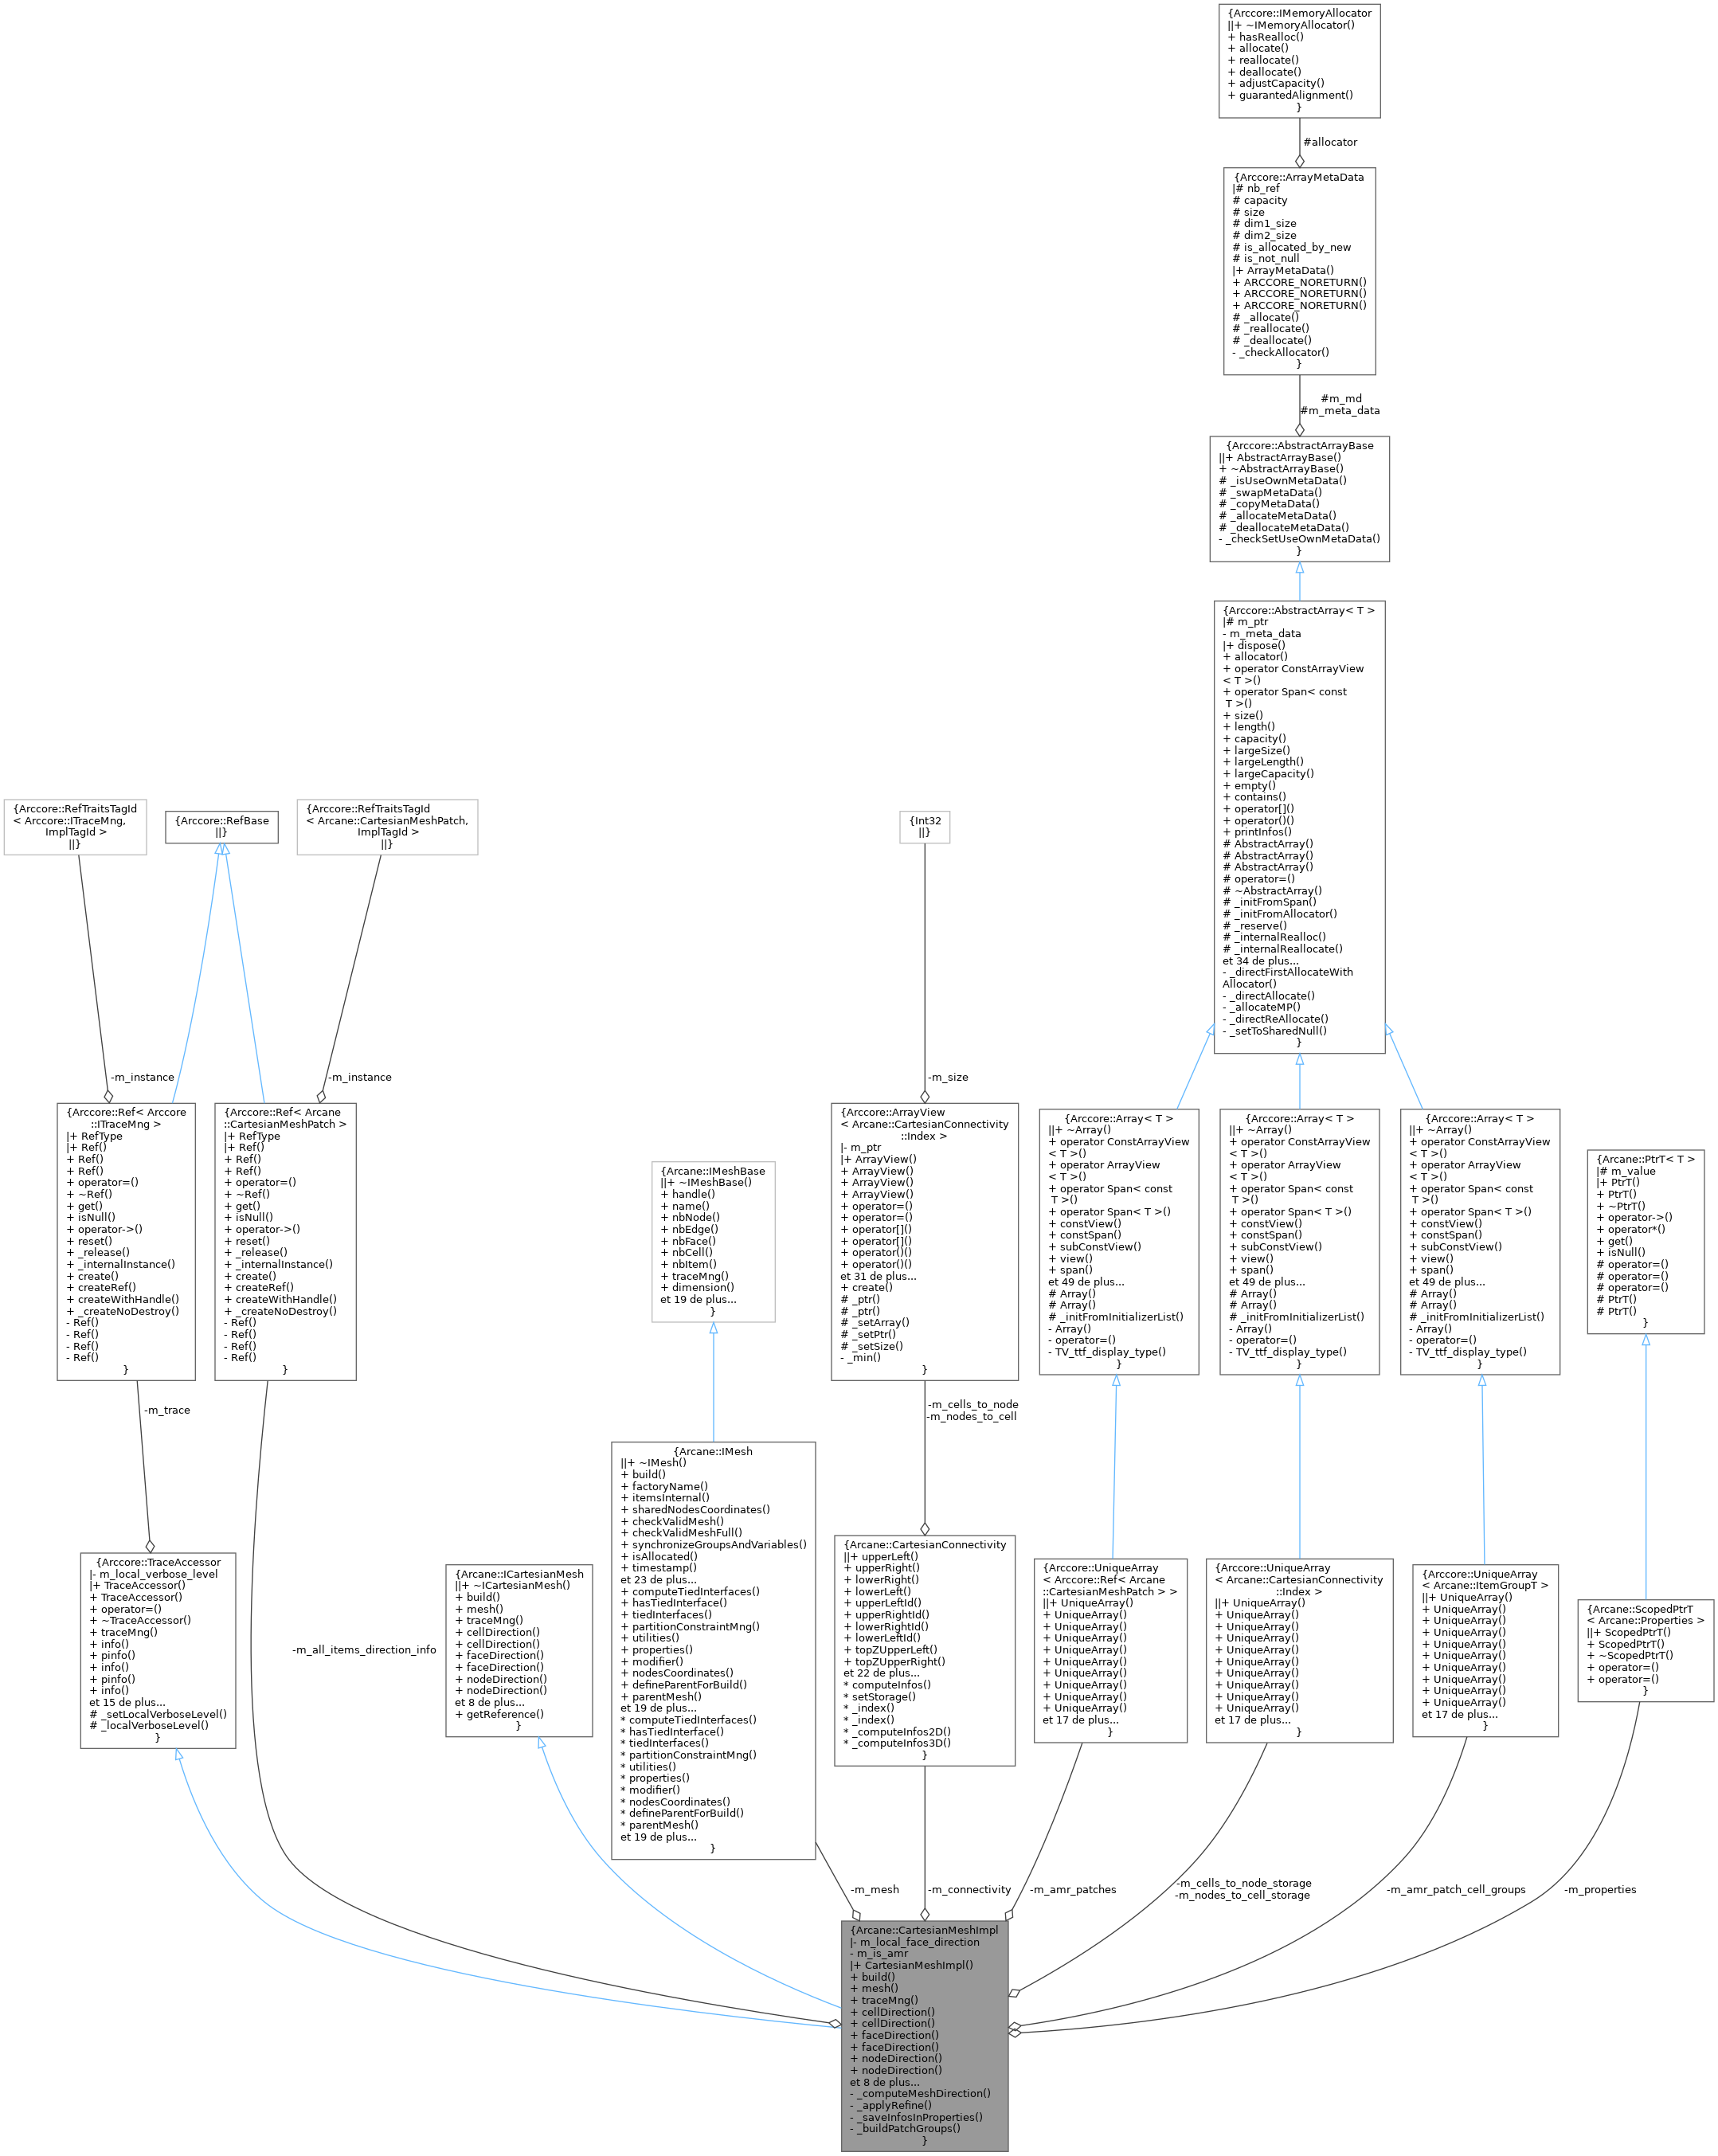 {Arccore::IMemoryAllocator
||+ ~IMemoryAllocator()
+ hasRealloc()
+ allocate()
+ reallocate()
+ deallocate()
+ adjustCapacity()
+ guarantedAlignment()
}
#allocator
{Arccore::ArrayMetaData
|# nb_ref
# capacity
# size
# dim1_size
# dim2_size
# is_allocated_by_new
# is_not_null
|+ ArrayMetaData()
+ ARCCORE_NORETURN()
+ ARCCORE_NORETURN()
+ ARCCORE_NORETURN()
# _allocate()
# _reallocate()
# _deallocate()
- _checkAllocator()
}
#m_md
#m_meta_data
{Arccore::AbstractArrayBase
||+ AbstractArrayBase()
+ ~AbstractArrayBase()
# _isUseOwnMetaData()
# _swapMetaData()
# _copyMetaData()
# _allocateMetaData()
# _deallocateMetaData()
- _checkSetUseOwnMetaData()
}
{Arccore::AbstractArray< T >
|# m_ptr
- m_meta_data
|+ dispose()
+ allocator()
+ operator ConstArrayView
< T >()
+ operator Span< const
T >()
+ size()
+ length()
+ capacity()
+ largeSize()
+ largeLength()
+ largeCapacity()
+ empty()
+ contains()
+ operator[]()
+ operator()()
+ printInfos()
# AbstractArray()
# AbstractArray()
# AbstractArray()
# operator=()
# ~AbstractArray()
# _initFromSpan()
# _initFromAllocator()
# _reserve()
# _internalRealloc()
# _internalReallocate()
et 34 de plus...
- _directFirstAllocateWith
Allocator()
- _directAllocate()
- _allocateMP()
- _directReAllocate()
- _setToSharedNull()
}
{Arccore::RefTraitsTagId
< Arccore::ITraceMng,
ImplTagId >
||}
{Arccore::RefBase
||}
{Arccore::RefTraitsTagId
< Arcane::CartesianMeshPatch,
ImplTagId >
||}
{Int32
||}
-m_instance
-m_instance
-m_size
{Arccore::Ref< Arccore
::ITraceMng >
|+ RefType
|+ Ref()
+ Ref()
+ Ref()
+ operator=()
+ ~Ref()
+ get()
+ isNull()
+ operator->()
+ reset()
+ _release()
+ _internalInstance()
+ create()
+ createRef()
+ createWithHandle()
+ _createNoDestroy()
- Ref()
- Ref()
- Ref()
- Ref()
}
{Arccore::Ref< Arcane
::CartesianMeshPatch >
|+ RefType
|+ Ref()
+ Ref()
+ Ref()
+ operator=()
+ ~Ref()
+ get()
+ isNull()
+ operator->()
+ reset()
+ _release()
+ _internalInstance()
+ create()
+ createRef()
+ createWithHandle()
+ _createNoDestroy()
- Ref()
- Ref()
- Ref()
- Ref()
}
{Arcane::IMeshBase
||+ ~IMeshBase()
+ handle()
+ name()
+ nbNode()
+ nbEdge()
+ nbFace()
+ nbCell()
+ nbItem()
+ traceMng()
+ dimension()
et 19 de plus...
}
{Arccore::ArrayView
< Arcane::CartesianConnectivity
::Index >
|- m_ptr
|+ ArrayView()
+ ArrayView()
+ ArrayView()
+ ArrayView()
+ operator=()
+ operator=()
+ operator[]()
+ operator[]()
+ operator()()
+ operator()()
et 31 de plus...
+ create()
# _ptr()
# _ptr()
# _setArray()
# _setPtr()
# _setSize()
- _min()
}
{Arccore::Array< T >
||+ ~Array()
+ operator ConstArrayView
< T >()
+ operator ArrayView
< T >()
+ operator Span< const
T >()
+ operator Span< T >()
+ constView()
+ constSpan()
+ subConstView()
+ view()
+ span()
et 49 de plus...
# Array()
# Array()
# _initFromInitializerList()
- Array()
- operator=()
- TV_ttf_display_type()
}
{Arccore::Array< T >
||+ ~Array()
+ operator ConstArrayView
< T >()
+ operator ArrayView
< T >()
+ operator Span< const
T >()
+ operator Span< T >()
+ constView()
+ constSpan()
+ subConstView()
+ view()
+ span()
et 49 de plus...
# Array()
# Array()
# _initFromInitializerList()
- Array()
- operator=()
- TV_ttf_display_type()
}
{Arccore::Array< T >
||+ ~Array()
+ operator ConstArrayView
< T >()
+ operator ArrayView
< T >()
+ operator Span< const
T >()
+ operator Span< T >()
+ constView()
+ constSpan()
+ subConstView()
+ view()
+ span()
et 49 de plus...
# Array()
# Array()
# _initFromInitializerList()
- Array()
- operator=()
- TV_ttf_display_type()
}
{Arcane::PtrT< T >
|# m_value
|+ PtrT()
+ PtrT()
+ ~PtrT()
+ operator->()
+ operator*()
+ get()
+ isNull()
# operator=()
# operator=()
# operator=()
# PtrT()
# PtrT()
}
-m_trace
-m_cells_to_node
-m_nodes_to_cell
{Arccore::TraceAccessor
|- m_local_verbose_level
|+ TraceAccessor()
+ TraceAccessor()
+ operator=()
+ ~TraceAccessor()
+ traceMng()
+ info()
+ pinfo()
+ info()
+ pinfo()
+ info()
et 15 de plus...
# _setLocalVerboseLevel()
# _localVerboseLevel()
}
-m_all_items_direction_info
{Arcane::ICartesianMesh
||+ ~ICartesianMesh()
+ build()
+ mesh()
+ traceMng()
+ cellDirection()
+ cellDirection()
+ faceDirection()
+ faceDirection()
+ nodeDirection()
+ nodeDirection()
et 8 de plus...
+ getReference()
}
{Arcane::IMesh
||+ ~IMesh()
+ build()
+ factoryName()
+ itemsInternal()
+ sharedNodesCoordinates()
+ checkValidMesh()
+ checkValidMeshFull()
+ synchronizeGroupsAndVariables()
+ isAllocated()
+ timestamp()
et 23 de plus...
+ computeTiedInterfaces()
+ hasTiedInterface()
+ tiedInterfaces()
+ partitionConstraintMng()
+ utilities()
+ properties()
+ modifier()
+ nodesCoordinates()
+ defineParentForBuild()
+ parentMesh()
et 19 de plus...
* computeTiedInterfaces()
* hasTiedInterface()
* tiedInterfaces()
* partitionConstraintMng()
* utilities()
* properties()
* modifier()
* nodesCoordinates()
* defineParentForBuild()
* parentMesh()
et 19 de plus...
}
{Arcane::CartesianConnectivity
||+ upperLeft()
+ upperRight()
+ lowerRight()
+ lowerLeft()
+ upperLeftId()
+ upperRightId()
+ lowerRightId()
+ lowerLeftId()
+ topZUpperLeft()
+ topZUpperRight()
et 22 de plus...
* computeInfos()
* setStorage()
* _index()
* _index()
* _computeInfos2D()
* _computeInfos3D()
}
{Arccore::UniqueArray
< Arccore::Ref< Arcane
::CartesianMeshPatch > >
||+ UniqueArray()
+ UniqueArray()
+ UniqueArray()
+ UniqueArray()
+ UniqueArray()
+ UniqueArray()
+ UniqueArray()
+ UniqueArray()
+ UniqueArray()
+ UniqueArray()
et 17 de plus...
}
{Arccore::UniqueArray
< Arcane::CartesianConnectivity
::Index >
||+ UniqueArray()
+ UniqueArray()
+ UniqueArray()
+ UniqueArray()
+ UniqueArray()
+ UniqueArray()
+ UniqueArray()
+ UniqueArray()
+ UniqueArray()
+ UniqueArray()
et 17 de plus...
}
{Arccore::UniqueArray
< Arcane::ItemGroupT >
||+ UniqueArray()
+ UniqueArray()
+ UniqueArray()
+ UniqueArray()
+ UniqueArray()
+ UniqueArray()
+ UniqueArray()
+ UniqueArray()
+ UniqueArray()
+ UniqueArray()
et 17 de plus...
}
{Arcane::ScopedPtrT
< Arcane::Properties >
||+ ScopedPtrT()
+ ScopedPtrT()
+ ~ScopedPtrT()
+ operator=()
+ operator=()
}
-m_mesh
-m_connectivity
-m_amr_patches
-m_cells_to_node_storage
-m_nodes_to_cell_storage
-m_amr_patch_cell_groups
-m_properties
{Arcane::CartesianMeshImpl
|- m_local_face_direction
- m_is_amr
|+ CartesianMeshImpl()
+ build()
+ mesh()
+ traceMng()
+ cellDirection()
+ cellDirection()
+ faceDirection()
+ faceDirection()
+ nodeDirection()
+ nodeDirection()
et 8 de plus...
- _computeMeshDirection()
- _applyRefine()
- _saveInfosInProperties()
- _buildPatchGroups()
}